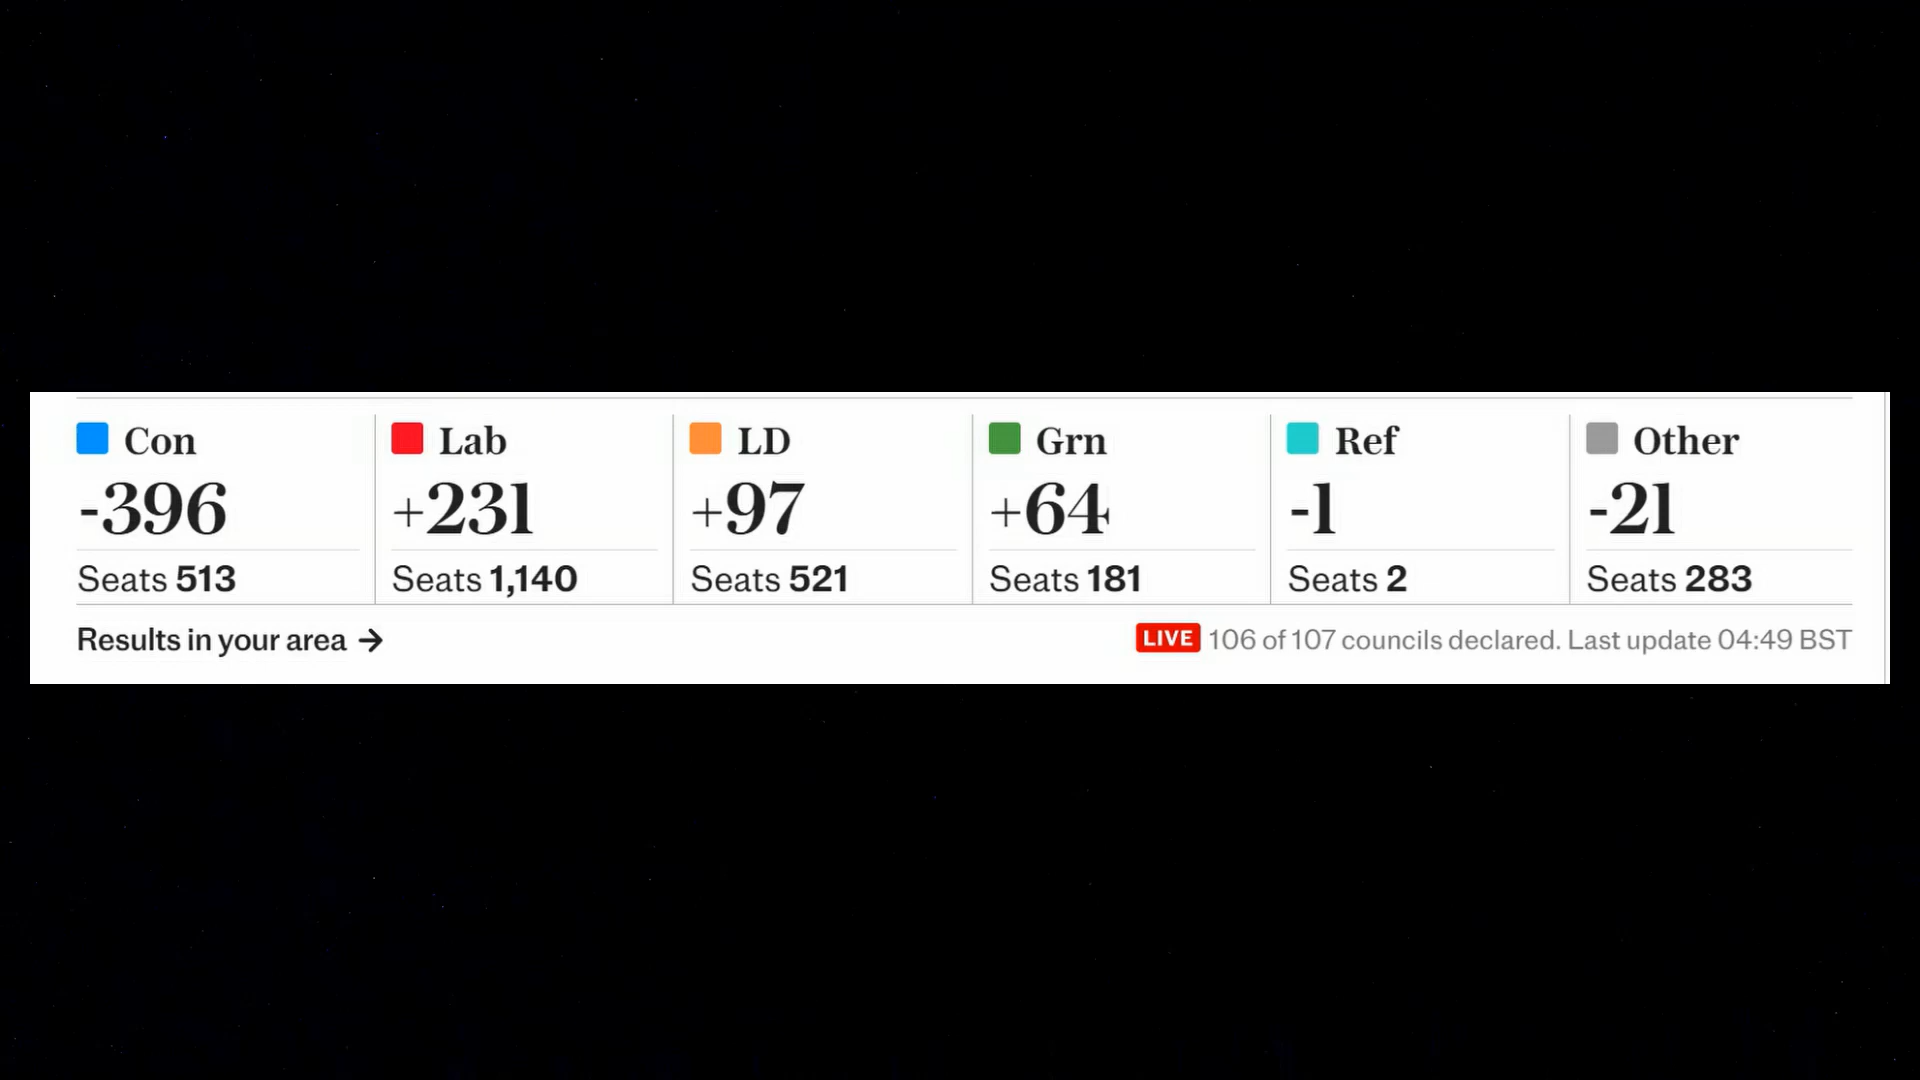 Con Lab LD Grn Ref Other
-396 +231 +97 +64 -1 -21
Seats 513 Seats 1,140 Seats 521 Seats 181 Seats 2 Seats 283
Results in your area → LIVE 106 of 107 councils declared. Last update 04:49 BST